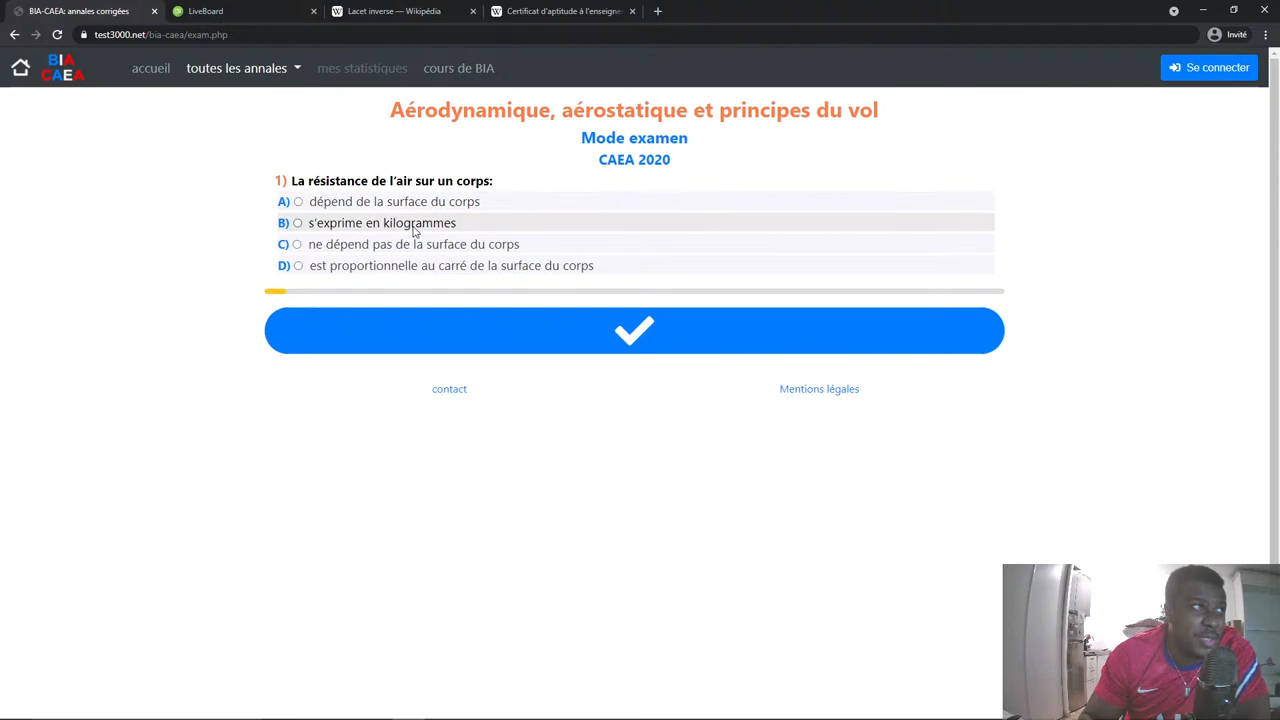 BIA-CAEA: annales corrigées
LiveBoard
Lacet inverse — Wikipédia
Certificat d'aptitude à l'enseigne
test3000.net/bia-caea/exam.php
Invité
BIA
CAEA
accueil
toutes les annales
mes statistiques
cours de BIA
Se connecter
Aérodynamique, aérostatique et principes du vol
Mode examen
CAEA 2020
1) La résistance de l'air sur un corps:
A) dépend de la surface du corps
B) s'exprime en kilogrammes
C) ne dépend pas de la surface du corps
D) est proportionnelle au carré de la surface du corps
contact
Mentions légales